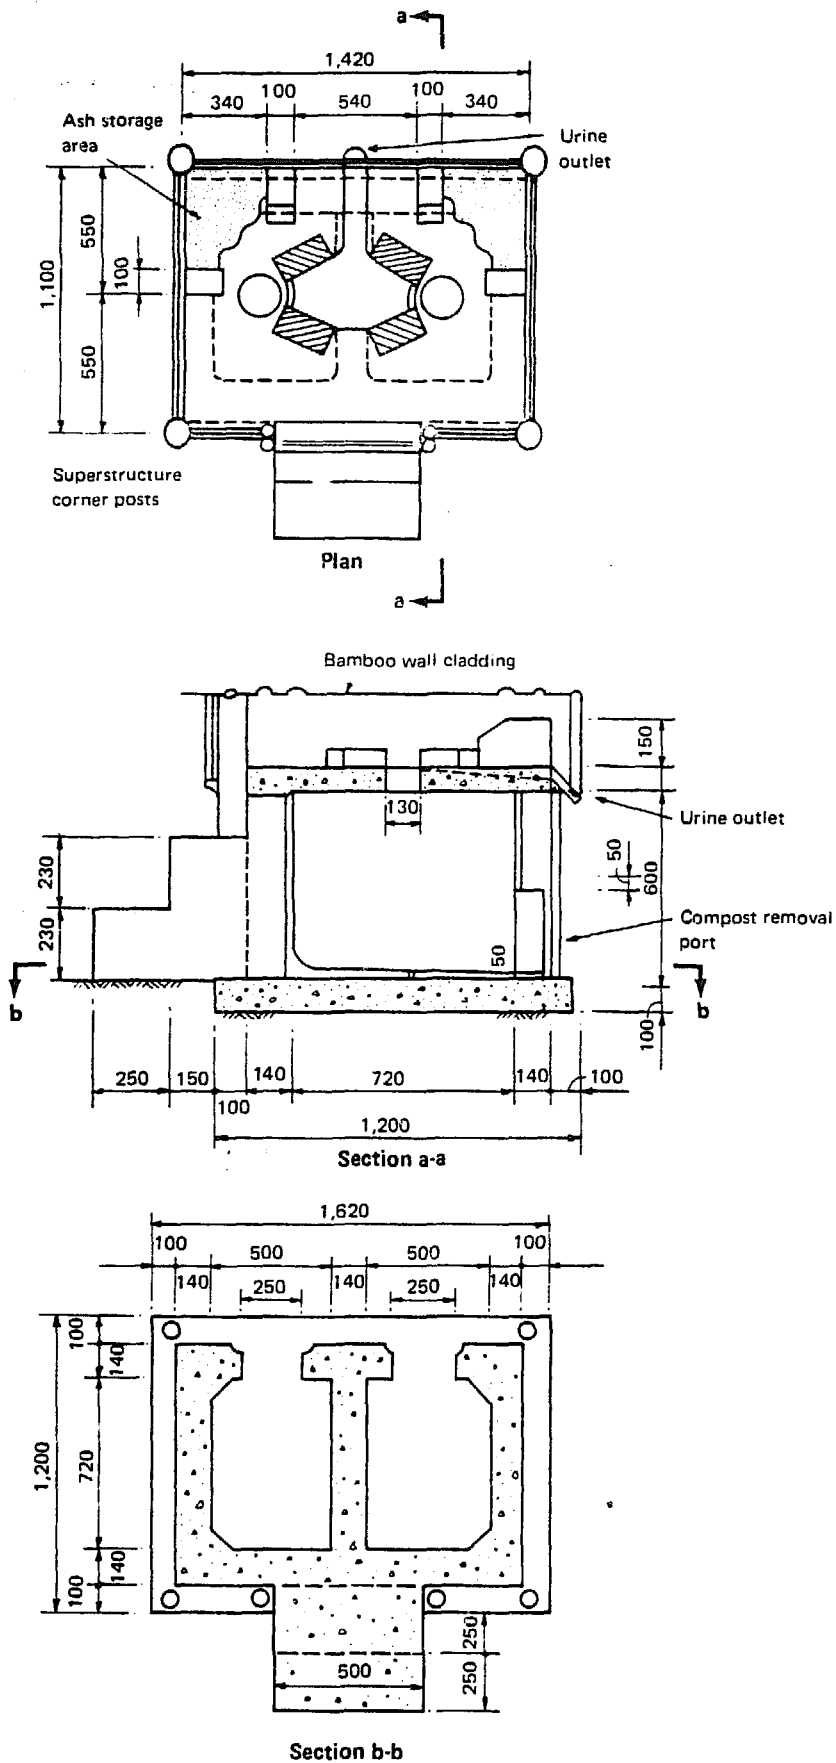 a
1,420
100
100
340
540
340
Ash storage
area
Urine
outlet
1,100
550
100
550
Superstructure
corner posts
Plan
a
Bamboo wall cladding
150
130
Urine outlet
230
50
600
230
50
Compost removal
port
b
b
100
250
150
140
720
140
100
100
1,200
Section a-a
1,620
100
500
500
100
140
250
140
250
140
100
140
1,200
720
140
100
250
500
250
Section b-b